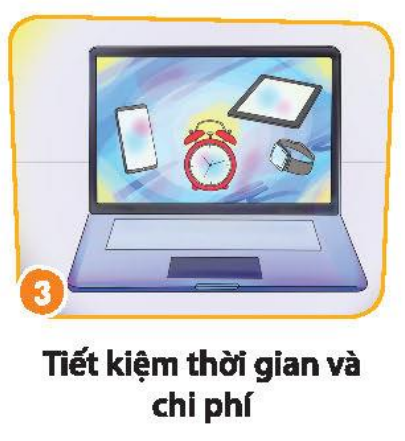 3
Tiết kiệm thời gian và
chi phí